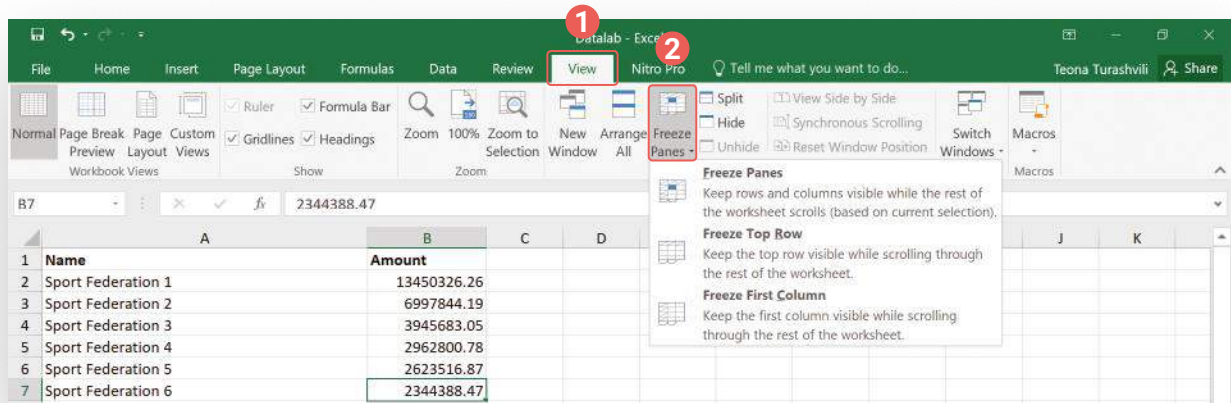 1
2
Datalab - Excel
File Home Insert Page Layout Formulas Data Review View Nitro Pro Tell me what you want to do... Teona Turashvili Share
Normal Page Break Preview Page Layout Custom Views
Workbook Views
Ruler Formula Bar
Gridlines Headings
Show
Zoom 100% Zoom to Selection
100
Zoom
New Window Arrange All Freeze Panes
Split
Hide
Unhide
View Side by Side
Synchronous Scrolling
Reset Window Position
Switch Windows
Macros
Macros
Freeze Panes
Keep rows and columns visible while the rest of
the worksheet scrolls (based on current selection).
Freeze Top Row
Keep the top row visible while scrolling through
the rest of the worksheet.
Freeze First Column
Keep the first column visible while scrolling
through the rest of the worksheet.
B7 fx 2344388.47
A B C D J K
1 Name Amount
2 Sport Federation 1 13450326.26
3 Sport Federation 2 6997844.19
4 Sport Federation 3 3945683.05
5 Sport Federation 4 2962800.78
6 Sport Federation 5 2623516.87
7 Sport Federation 6 2344388.47